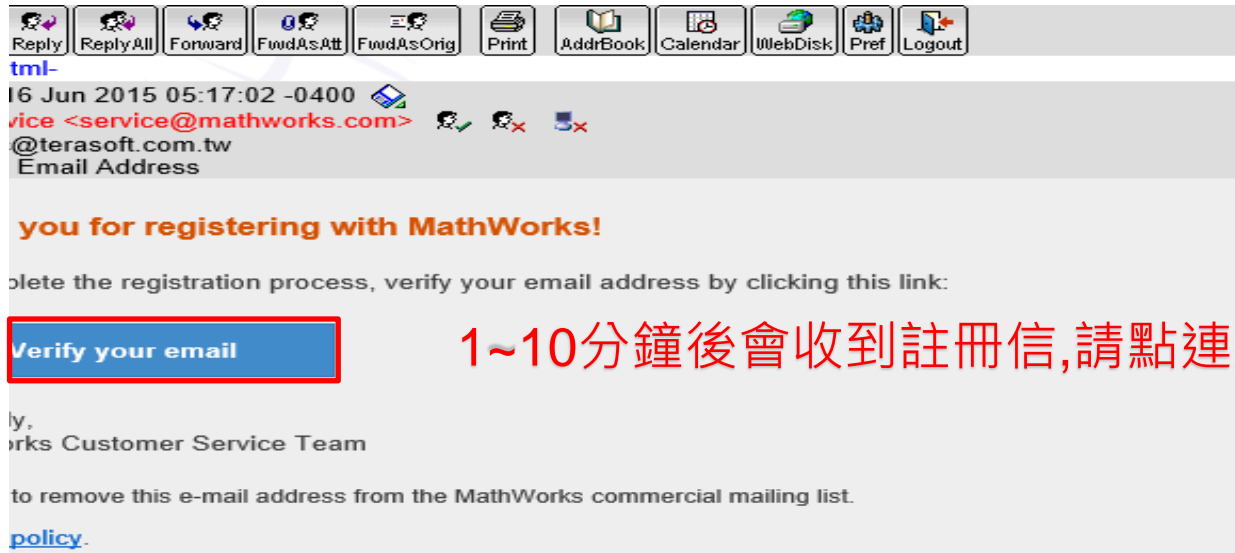 Reply ReplyAll Forward FwdAsAtt FwdAsOrig Print AddrBook Calendar WebDisk Pref Logout
tml-
16 Jun 2015 05:17:02 -0400
vice <service@mathworks.com>
@terasoft.com.tw
Email Address
you for registering with MathWorks!
plete the registration process, verify your email address by clicking this link:
Verify your email
1~10分鐘後會收到註冊信,請點連
ly,
orks Customer Service Team
to remove this e-mail address from the MathWorks commercial mailing list.
policy.